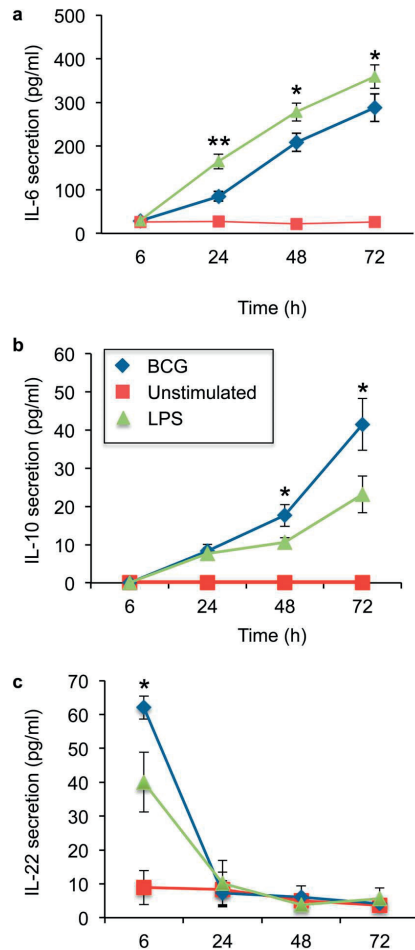 a
IL-6 secretion (pg/ml)
500
400
300
200
100
0
**
*
*
6 24 48 72
Time (h)
b
IL-10 secretion (pg/ml)
60
50
40
30
20
10
0
BCG
Unstimulated
LPS
*
*
6 24 48 72
Time (h)
c
IL-22 secretion (pg/ml)
70
60
50
40
30
20
10
0
*
6 24 48 72